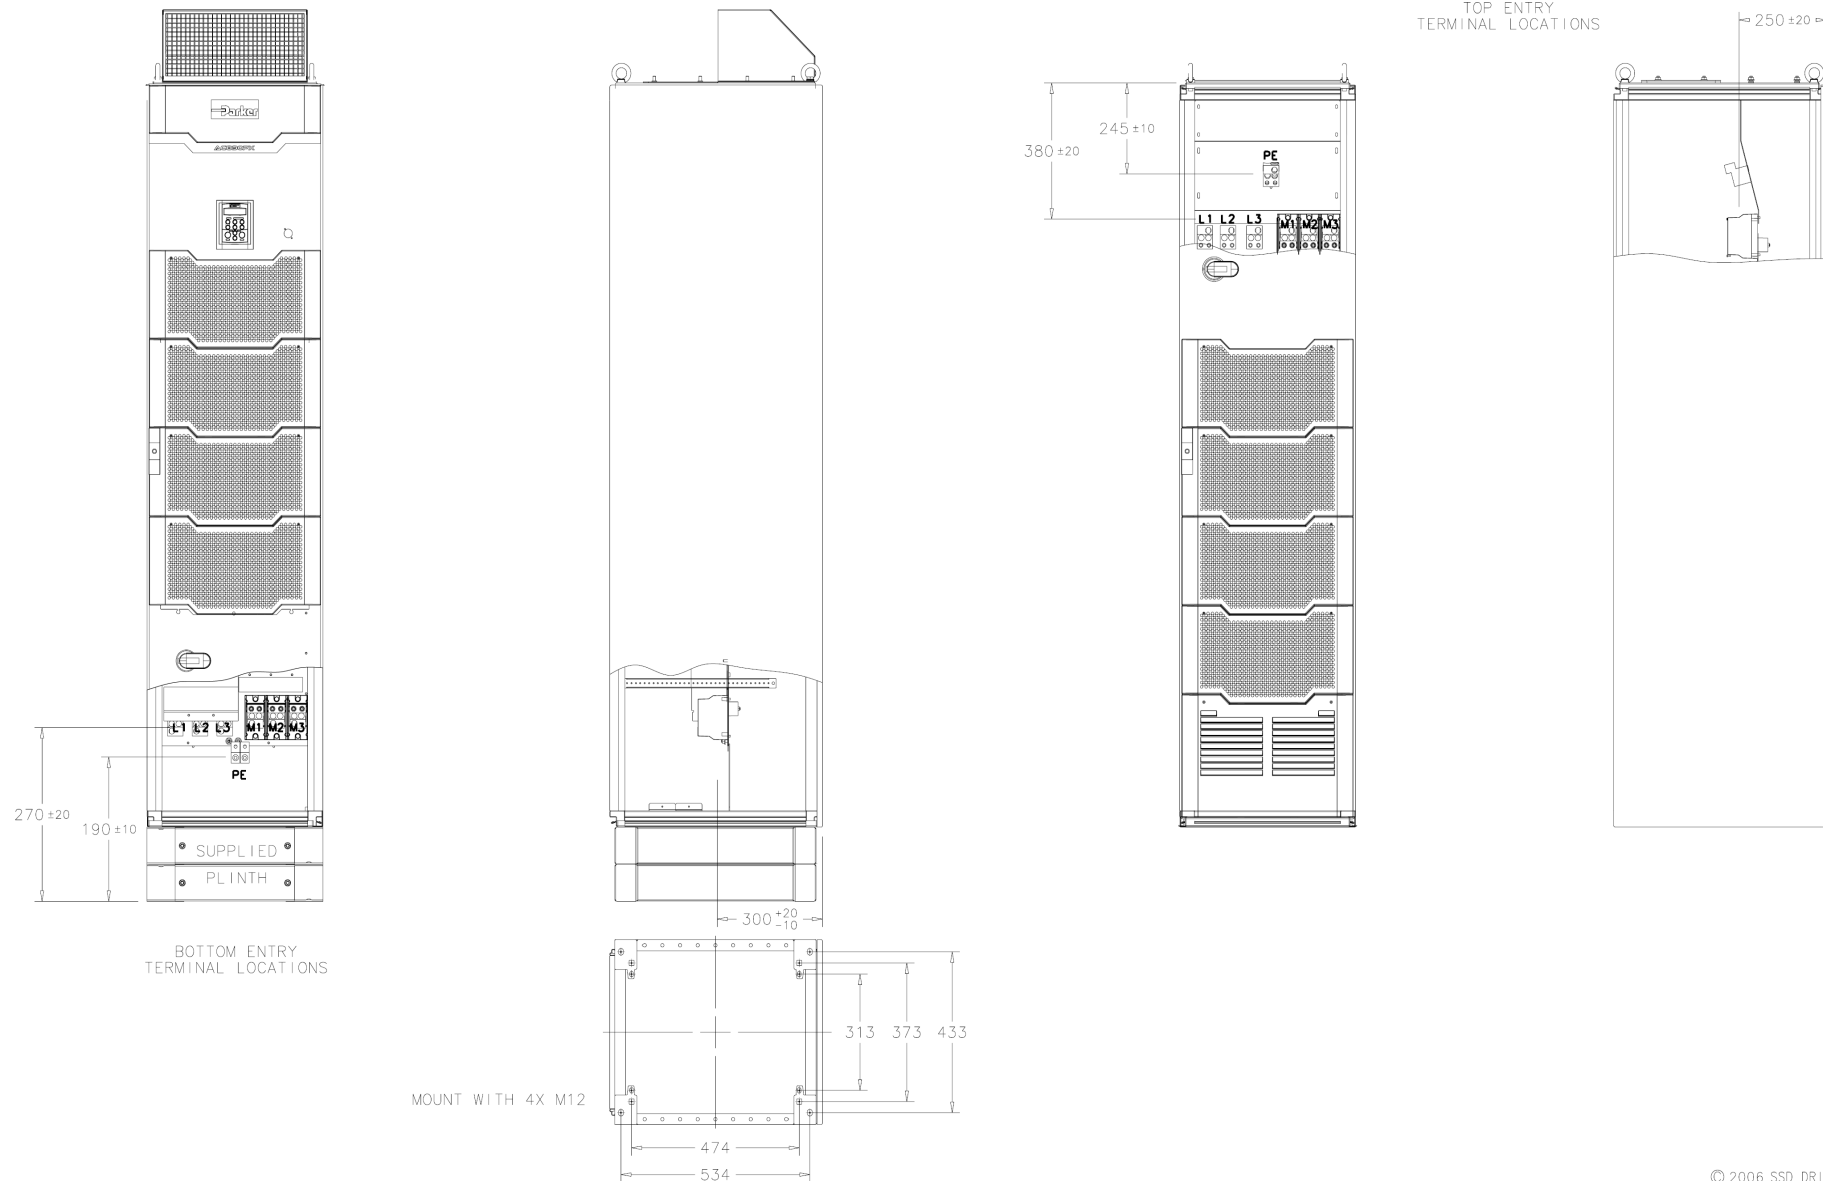 TOP ENTRY
TERMINAL LOCATIONS
250 ±20
Parker
AC890PX
245 ±10
380 ±20
PE
L1 L2 L3 M1 M2 M3
L1 L2 L3 M1 M2 M3
PE
270 ±20
190 ±10
SUPPLIED
PLINTH
300 +20 -10
BOTTOM ENTRY
TERMINAL LOCATIONS
313 373 433
MOUNT WITH 4X M12
474
534
© 2006 SSD DRI